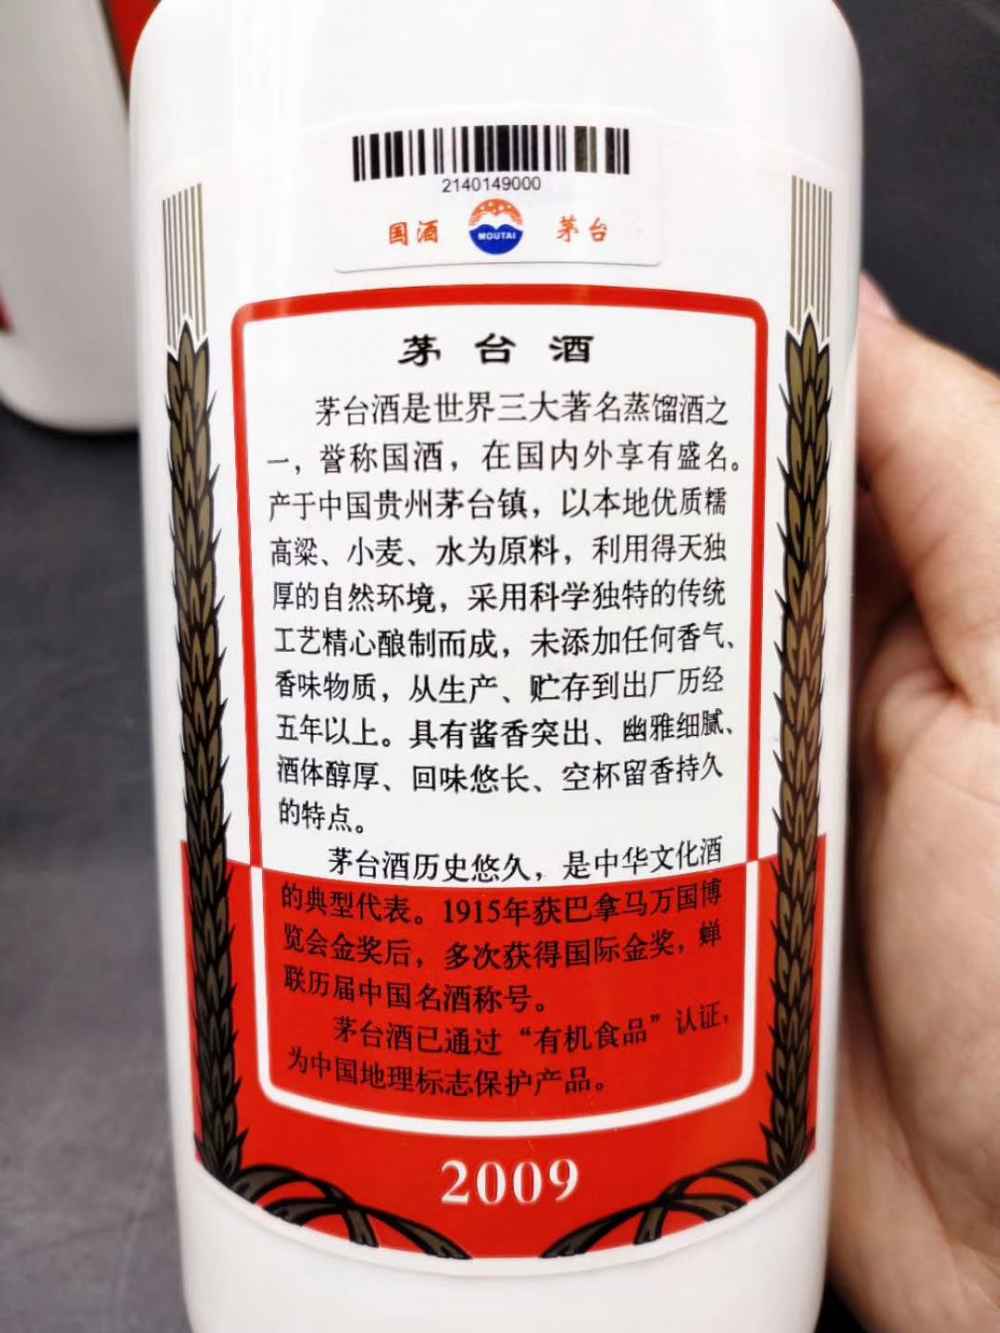 2140149000
国酒 MOUTAI 茅台
茅台酒
茅台酒是世界三大著名蒸馏酒之
一，誉称国酒，在国内外享有盛名。
产于中国贵州茅台镇，以本地优质糯
高粱、小麦、水为原料，利用得天独
厚的自然环境，采用科学独特的传统
工艺精心酿制而成，未添加任何香气、
香味物质，从生产、贮存到出厂历经
五年以上。具有酱香突出、幽雅细腻、
酒体醇厚、回味悠长、空杯留香持久
的特点。
茅台酒历史悠久，是中华文化酒
的典型代表。1915年获巴拿马万国博
览会金奖后，多次获得国际金奖，蝉
联历届中国名酒称号。
茅台酒已通过“有机食品”认证，
为中国地理标志保护产品。
2009